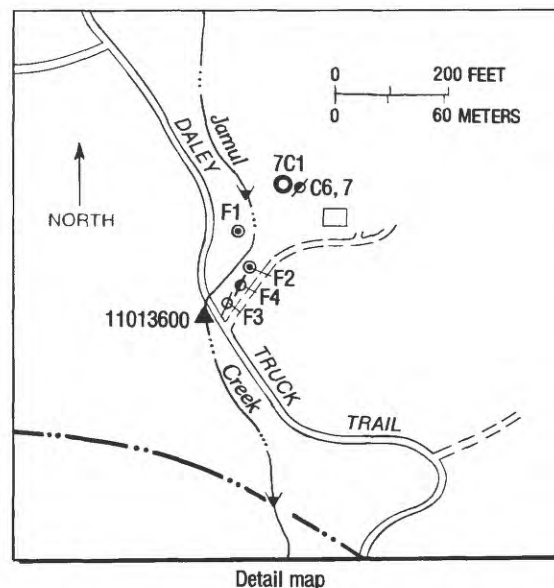 0 200 FEET
0 60 METERS
Jamul
DALEY
7C1
C6, 7
NORTH
F1
F2
F4
F3
11013600
TRUCK
Creek
TRAIL
Detail map